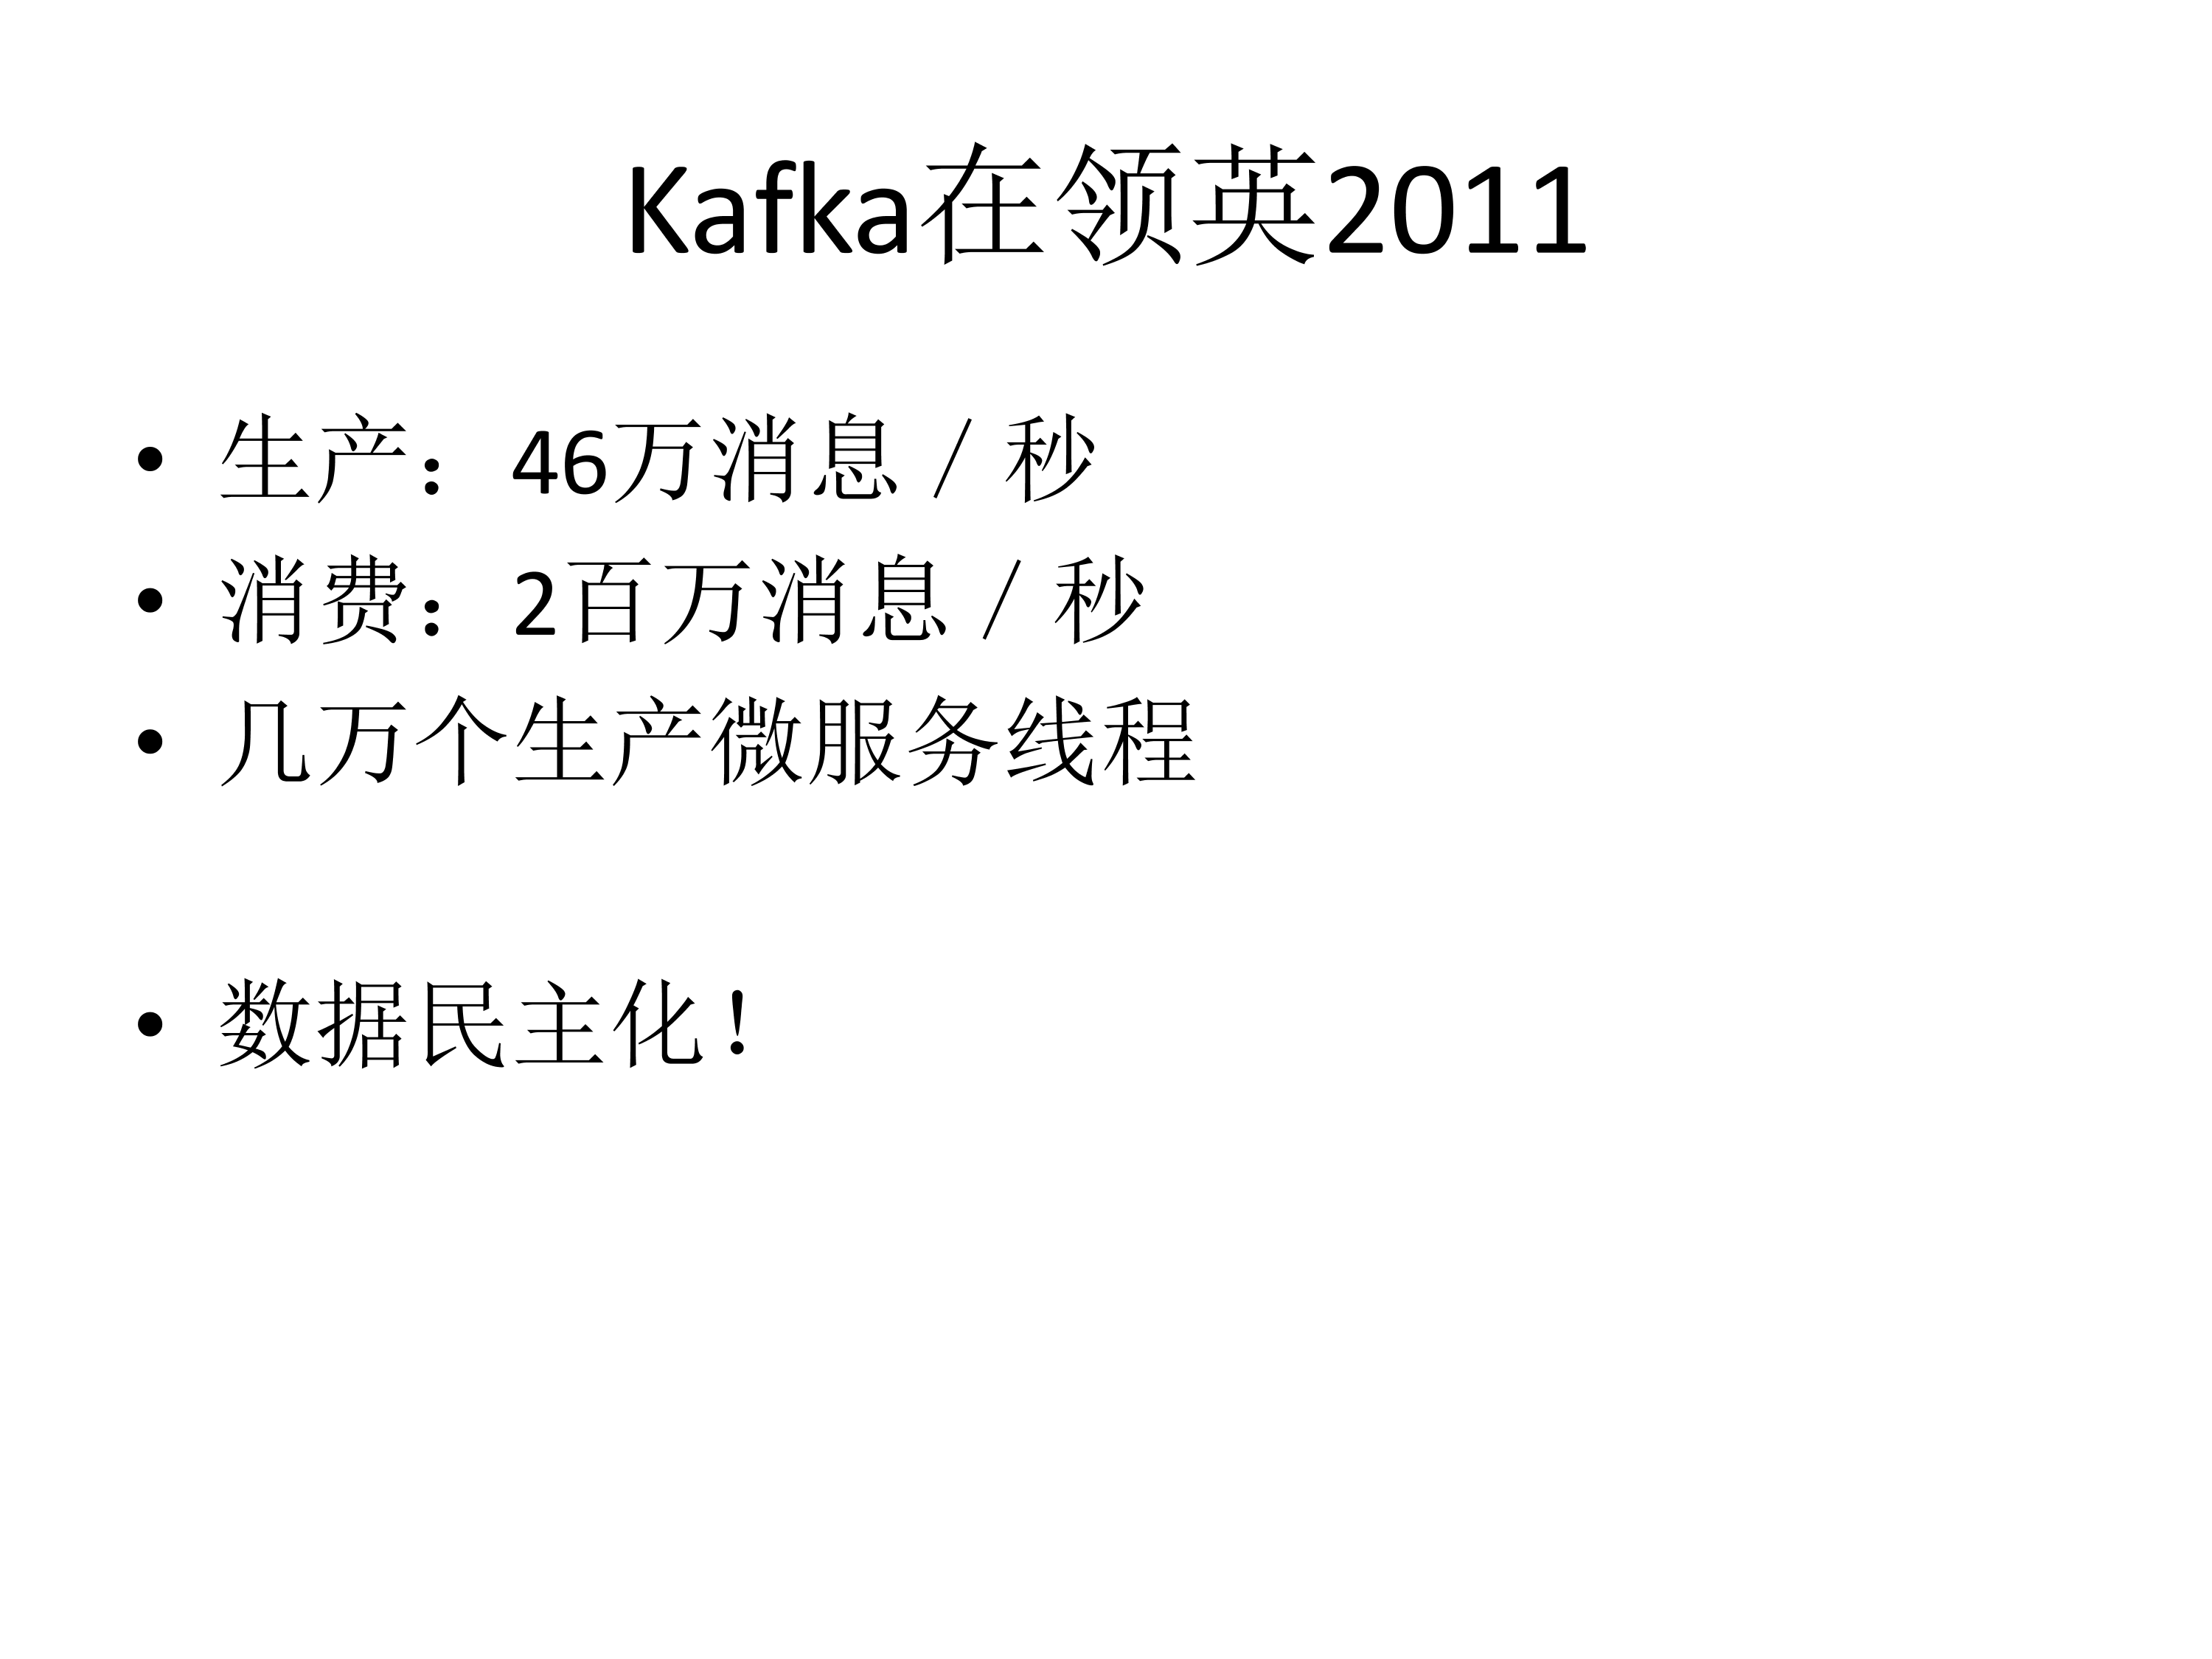 Kafka在领英2011
• 生产：46万消息/秒
• 消费：2百万消息/秒
• 几万个生产微服务线程
• 数据民主化！